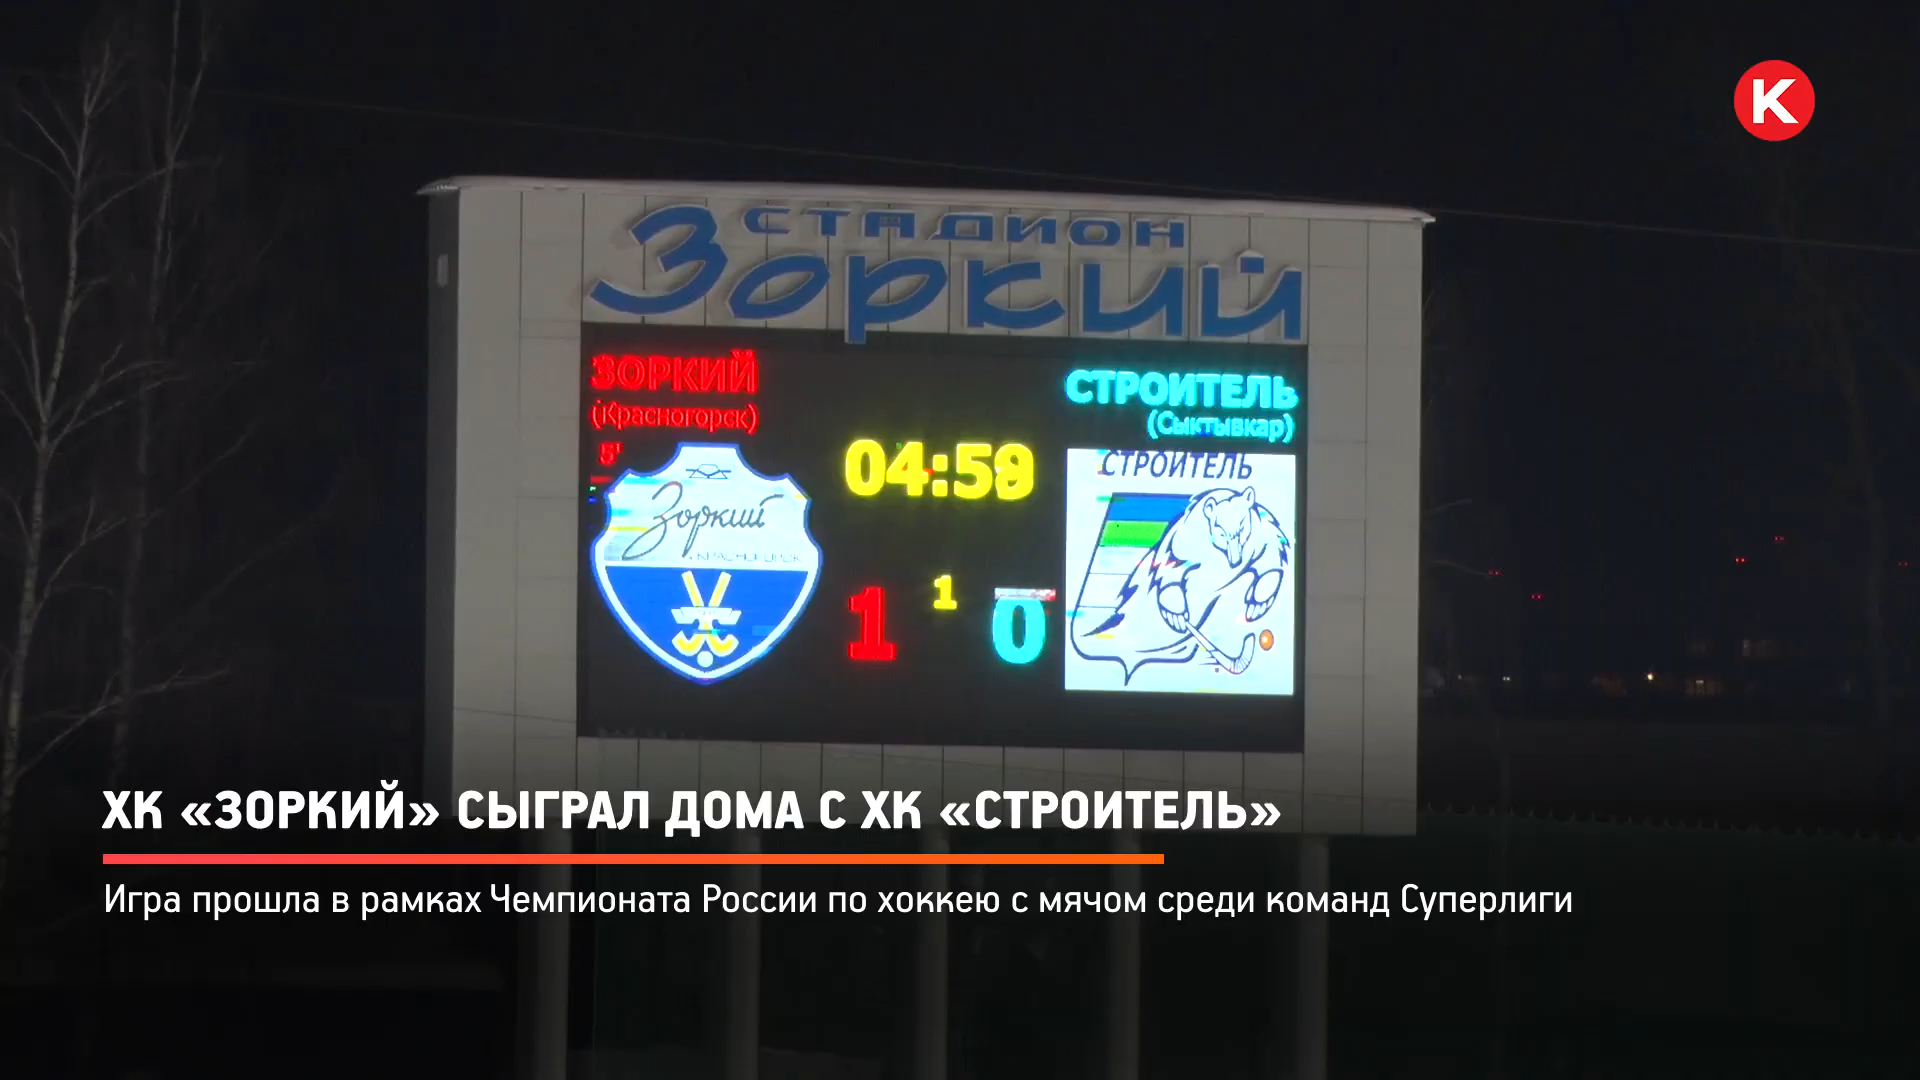 К
СТАДИОН
Зоркий
ЗОРКИЙ
(Красногорск)
5'
СТРОИТЕЛЬ
(Сыктывкар)
04:59
Зоркий
КРАСНОГОРСК
СТРОИТЕЛЬ
1 1 0
ХК «ЗОРКИЙ» СЫГРАЛ ДОМА С ХК «СТРОИТЕЛЬ»
Игра прошла в рамках Чемпионата России по хоккею с мячом среди команд Суперлиги